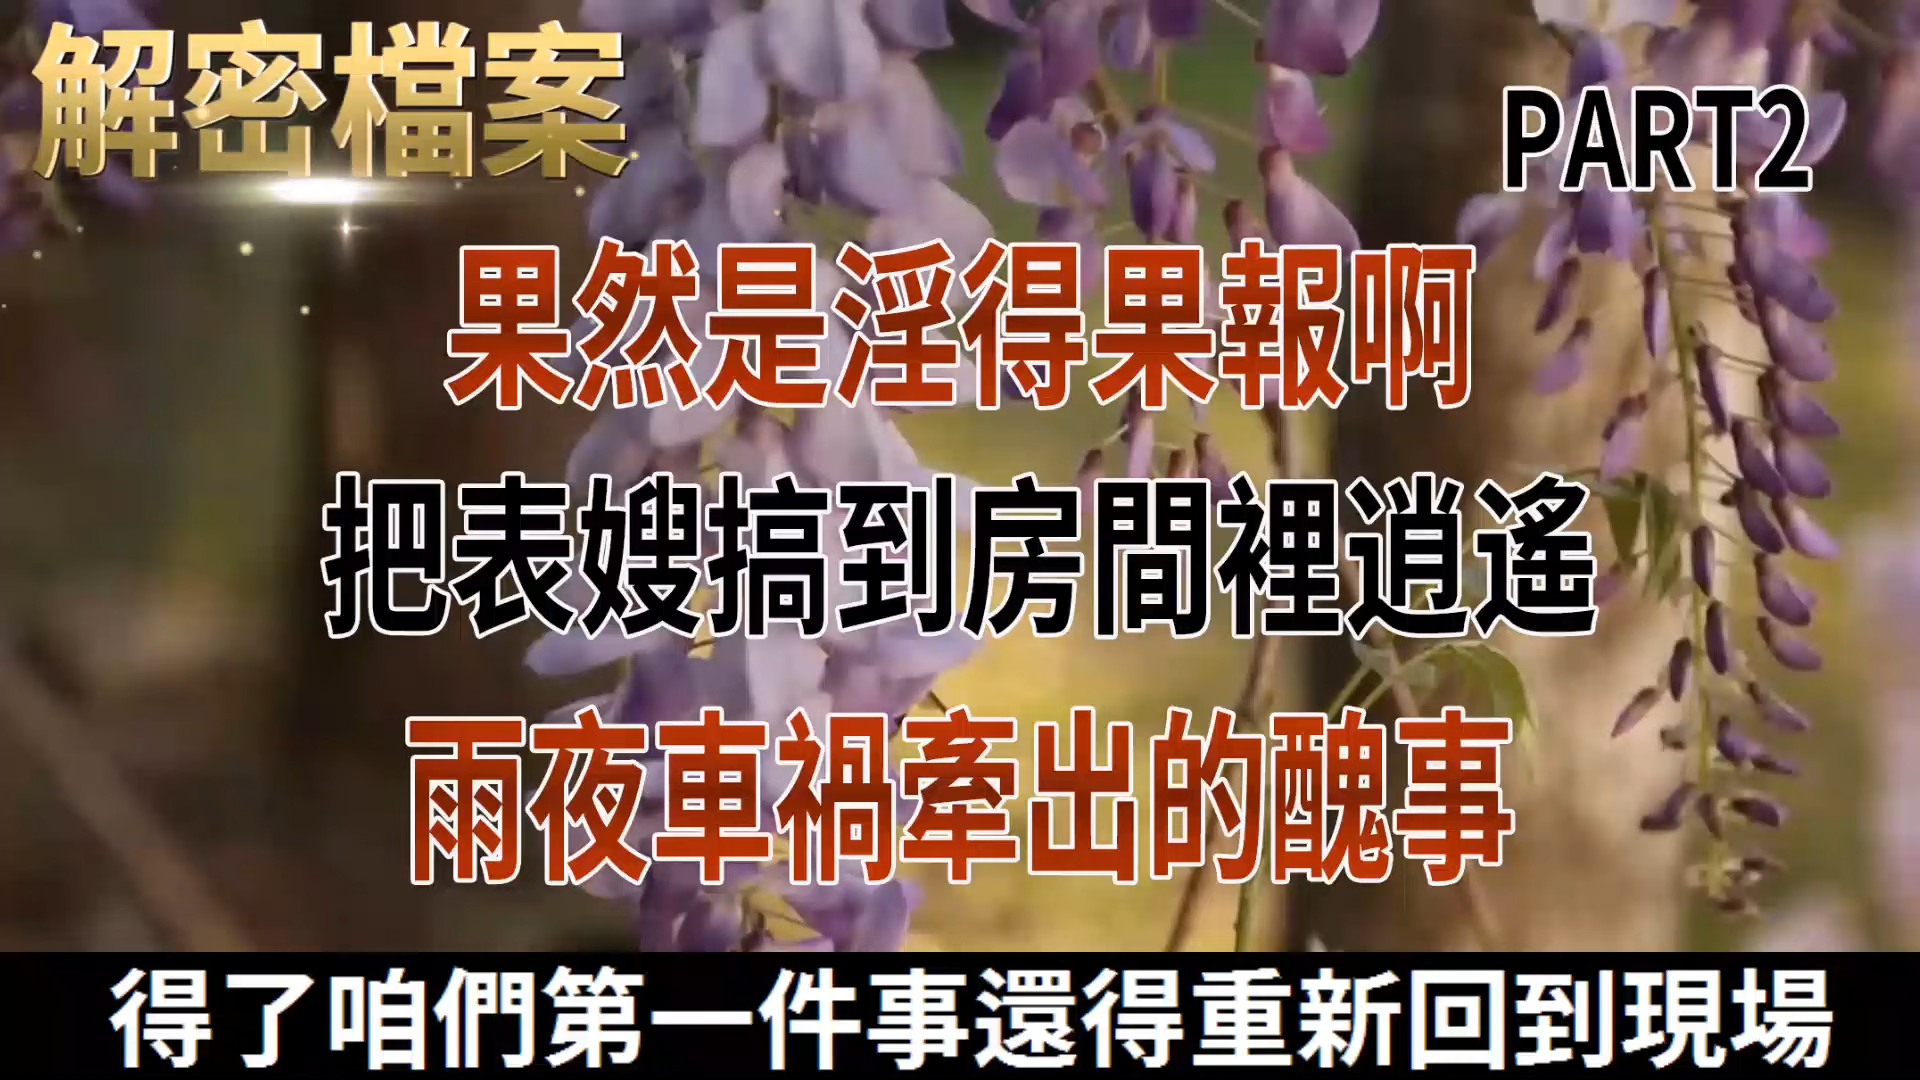 解密檔案
PART2
果然是淫得果報啊
把表嫂搞到房間裡逍遙
雨夜車禍牽出的醜事
得了咱們第一件事還得重新回到現場